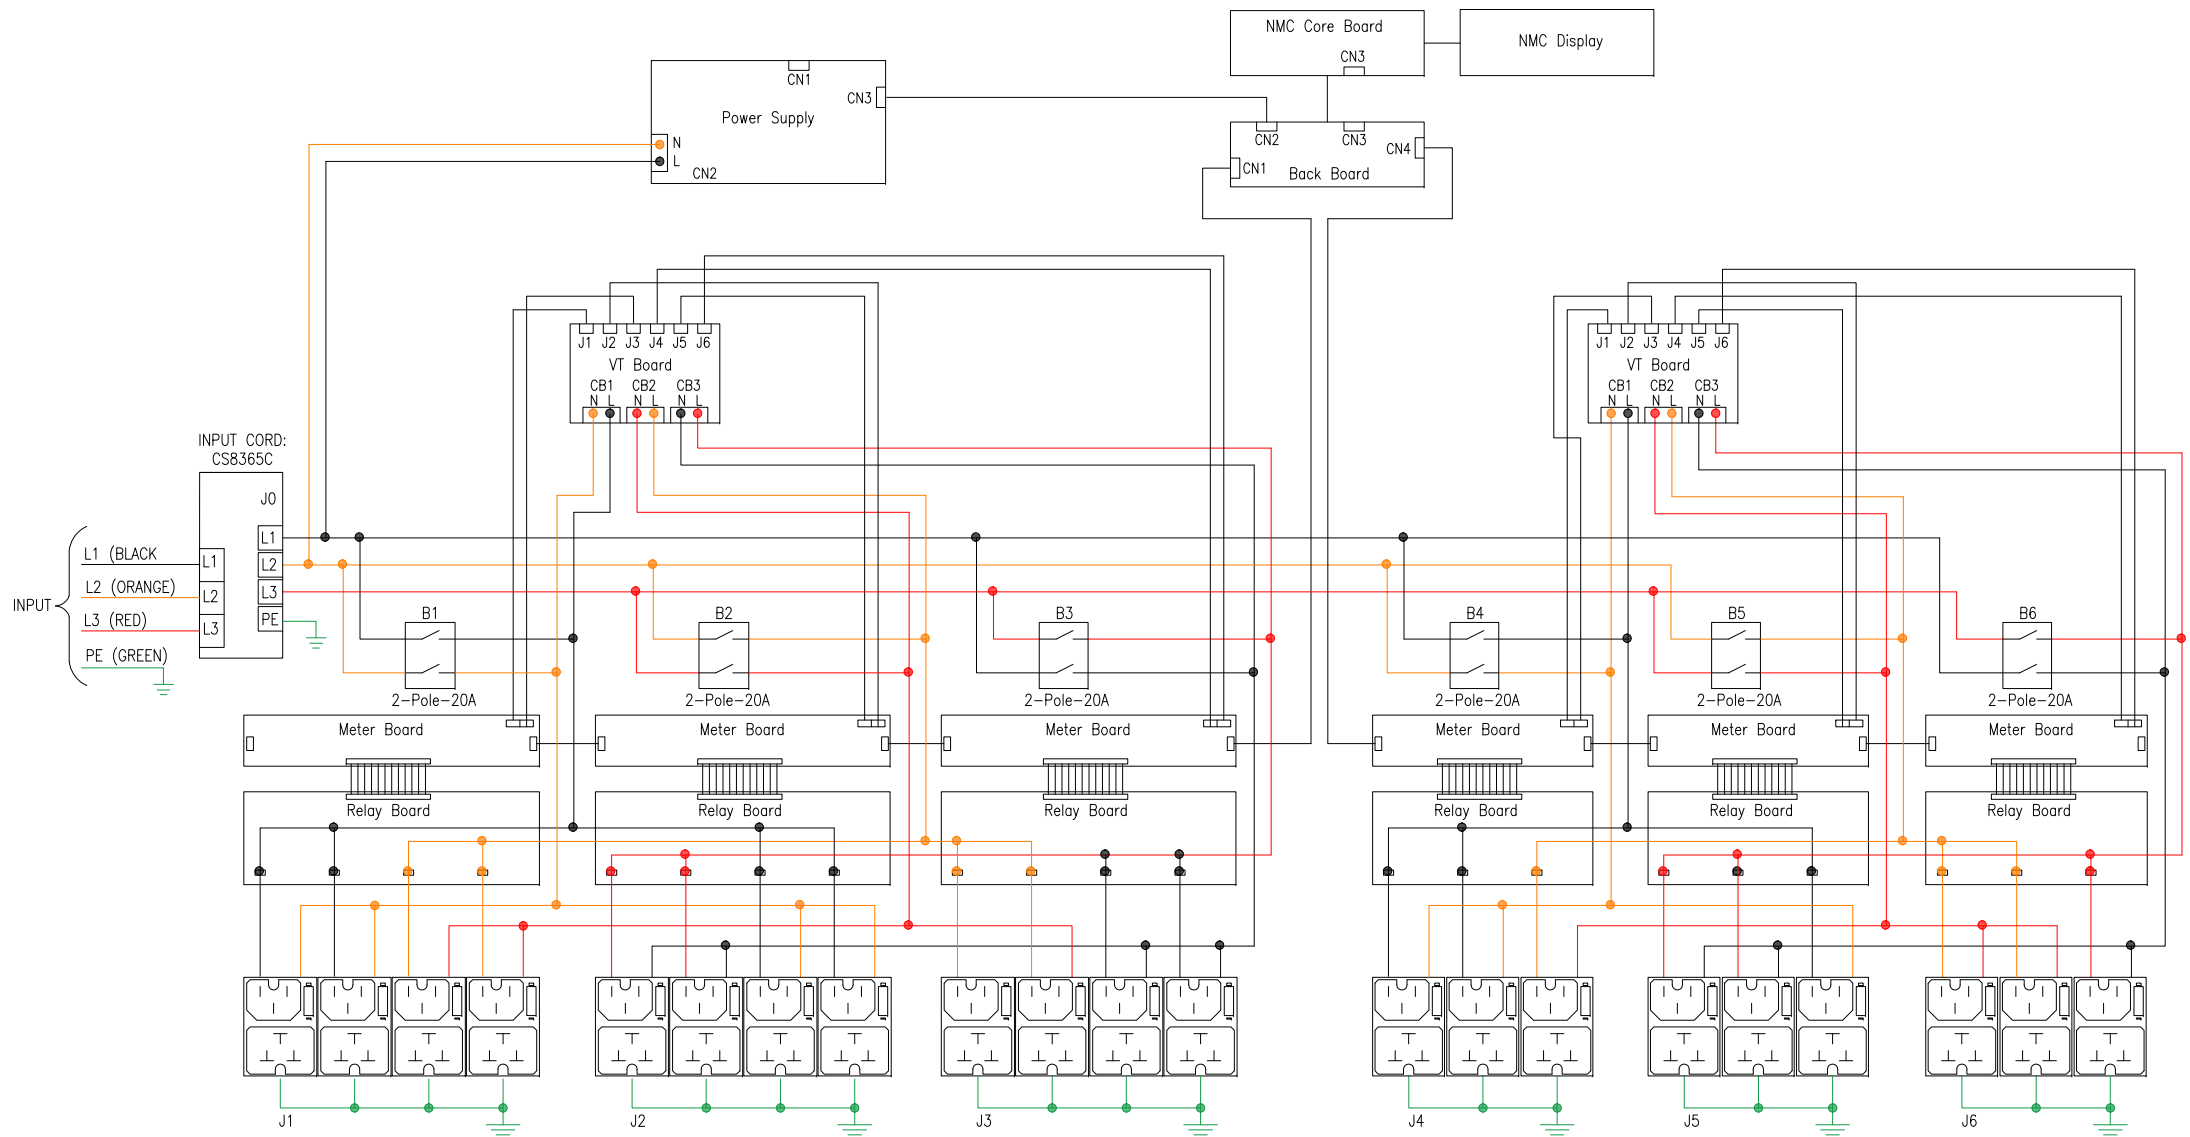 NMC Core Board
NMC Display
CN3
CN1
CN3
Power Supply
N
L
CN2
CN2
CN3
CN4
CN1
Back Board
J1 J2 J3 J4 J5 J6
VT Board
CB1 CB2 CB3
N L N L N L
J1 J2 J3 J4 J5 J6
VT Board
CB1 CB2 CB3
N L N L N L
INPUT CORD:
CS8365C
J0
L1
L2
L3
PE
L1
L2
L3
INPUT
L1 (BLACK
L2 (ORANGE)
L3 (RED)
PE (GREEN)
B1
B2
B3
B4
B5
B6
2-Pole-20A
2-Pole-20A
2-Pole-20A
2-Pole-20A
2-Pole-20A
2-Pole-20A
Meter Board
Meter Board
Meter Board
Meter Board
Meter Board
Meter Board
Relay Board
Relay Board
Relay Board
Relay Board
Relay Board
Relay Board
J1
J2
J3
J4
J5
J6